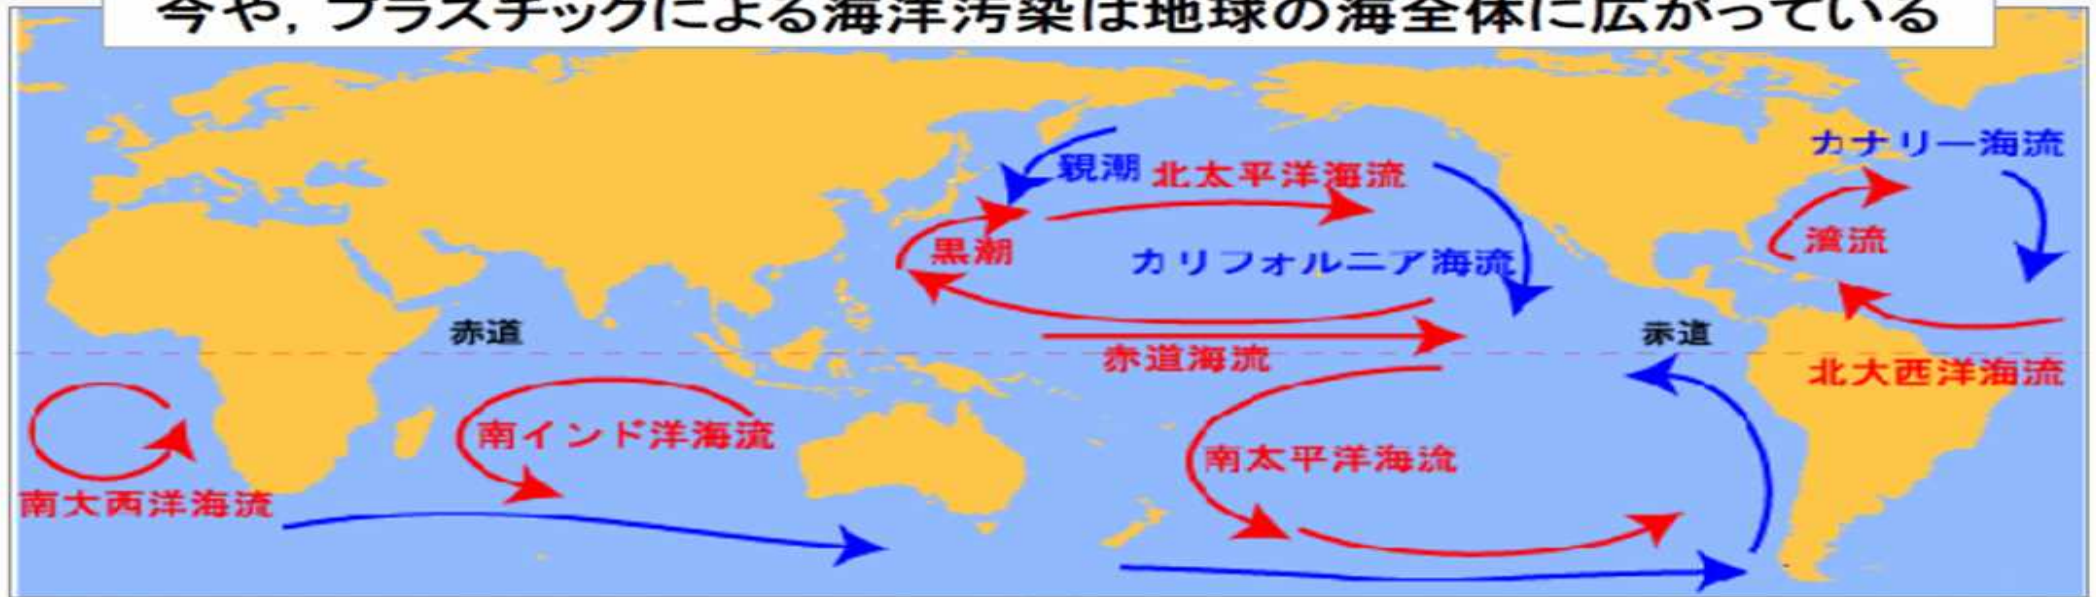 今や，プラスチックによる海洋汚染は地球の海全体に広がっている
カナリー海流
親潮
北太平洋海流
湾流
黒潮
カリフォルニア海流
赤道
赤道
赤道海流
北大西洋海流
南インド洋海流
南太平洋海流
南大西洋海流